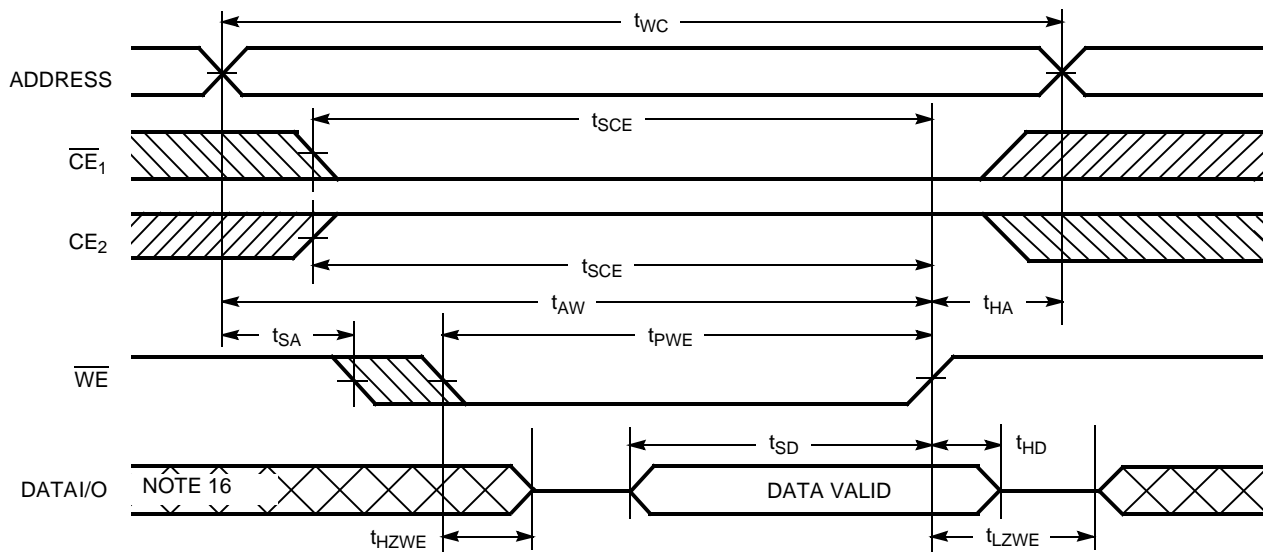 tWC
ADDRESS
tSCE
CE1
CE2
tSCE
tAW
tHA
tSA
tPWE
WE
tSD
tHD
DATAI/O
NOTE 16
DATA VALID
tHZWE
tLZWE